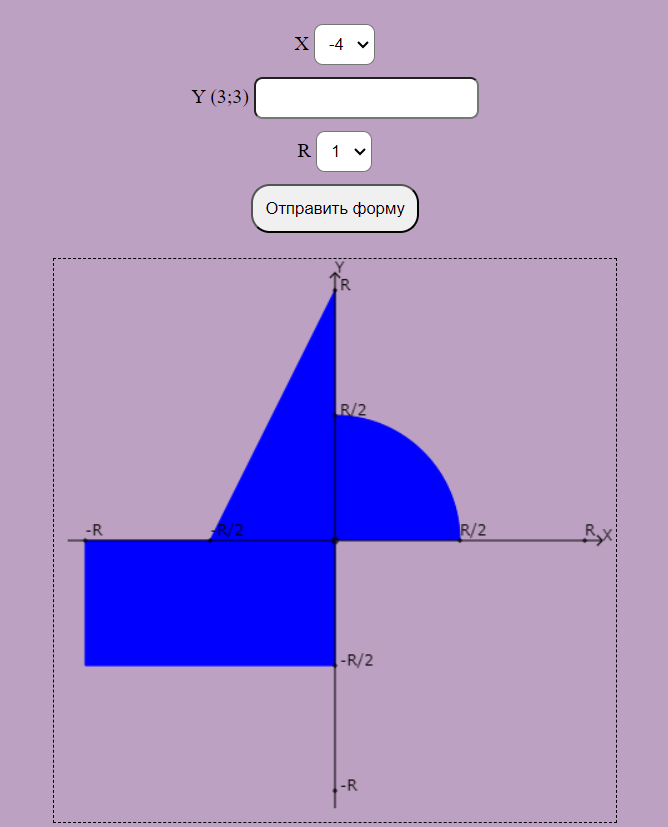 X -4
Y (3;3)
R 1
Отправить форму
Y
R
R/2
-R -R/2 R/2 R X
-R/2
-R